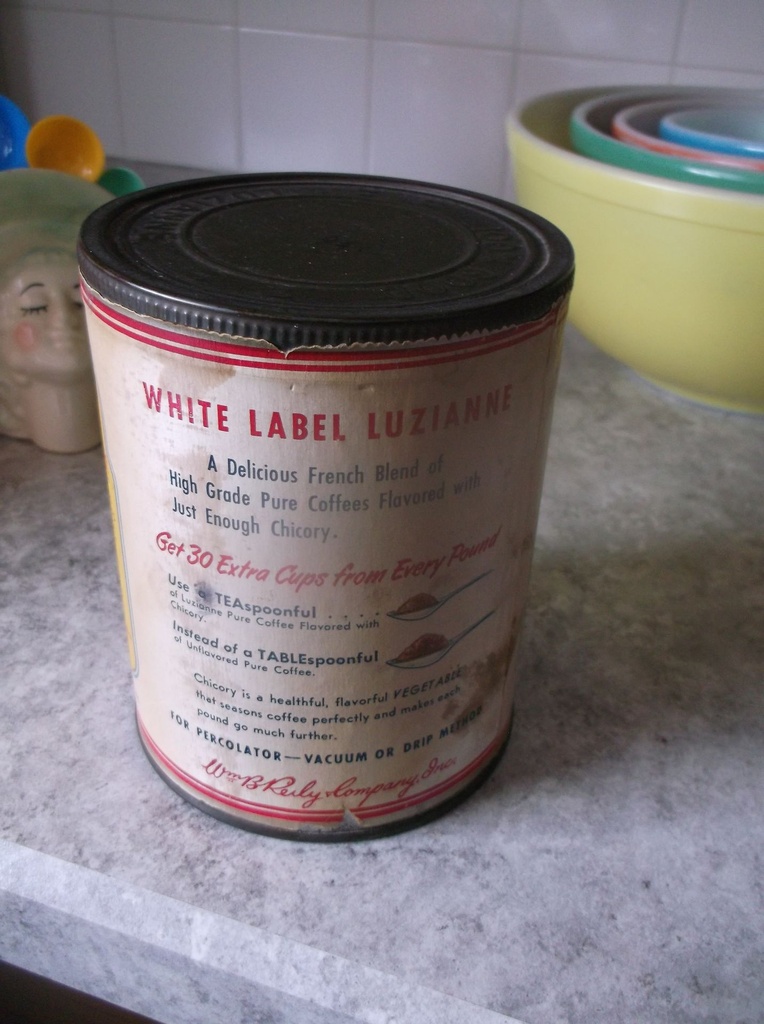 WHITE LABEL LUZIANNE
A Delicious French Blend of
High Grade Pure Coffees Flavored with
Just Enough Chicory.
Get 30 Extra Cups from Every Pound
Use a TEAspoonful . . . .
of Luzianne Pure Coffee Flavored with
Chicory.
Instead of a TABLEspoonful
of Unflavored Pure Coffee.
Chicory is a healthful, flavorful VEGETABLE
that seasons coffee perfectly and makes each
pound go much further.
FOR PERCOLATOR—VACUUM OR DRIP METHOD
Wm B Reily & Company, Inc.